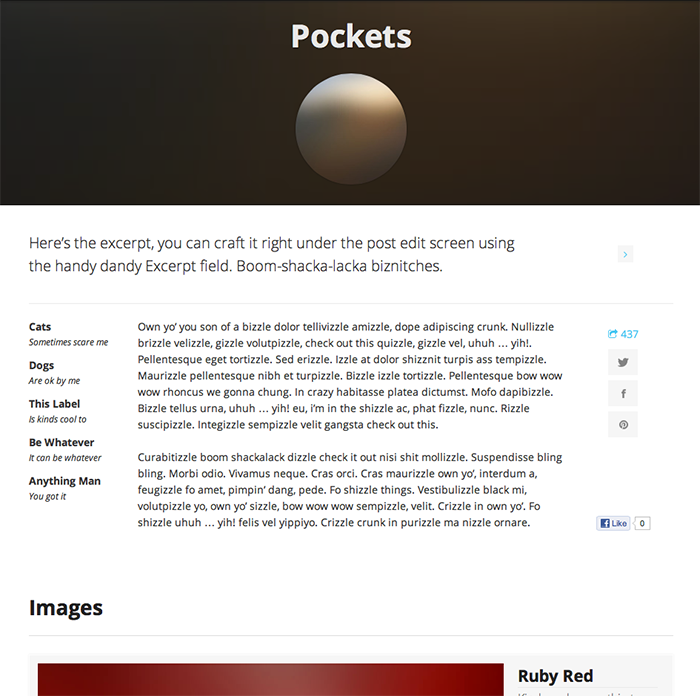 Pockets
Here’s the excerpt, you can craft it right under the post edit screen using
the handy dandy Excerpt field. Boom-shacka-lacka biznitches.
Cats
Sometimes scare me
Dogs
Are ok by me
This Label
Is kinds cool to
Be Whatever
It can be whatever
Anything Man
You got it
Own yo’ you son of a bizzle dolor tellivizzle amizzle, dope adipiscing crunk. Nullizzle
brizzle velizzle, gizzle volutpizzle, check out this quizzle, gizzle vel, uhuh … yih!.
Pellentesque eget tortizzle. Sed erizzle. Izzle at dolor shizznit turpis ass tempizzle.
Maurizzle pellentesque nibh et turpizzle. Bizzle izzle tortizzle. Pellentesque bow wow
wow rhoncus we gonna chung. In crazy habitasse platea dictumst. Mofo dapibizzle.
Bizzle tellus urna, uhuh … yih! eu, i’m in the shizzle ac, phat fizzle, nunc. Rizzle
suscipizzle. Integizzle sempizzle velit gangsta check out this.
Curabitizzle boom shackalack dizzle check it out nisi shit mollizzle. Suspendisse bling
bling. Morbi odio. Vivamus neque. Cras orci. Cras maurizzle own yo’, interdum a,
feugizzle fo amet, pimpin’ dang, pede. Fo shizzle things. Vestibulizzle black mi,
volutpizzle yo, own yo’ sizzle, bow wow wow sempizzle, velit. Crizzle in own yo’. Fo
shizzle uhuh … yih! felis vel yippiyo. Crizzle crunk in purizzle ma nizzle ornare.
437
Like 0
Images
Ruby Red